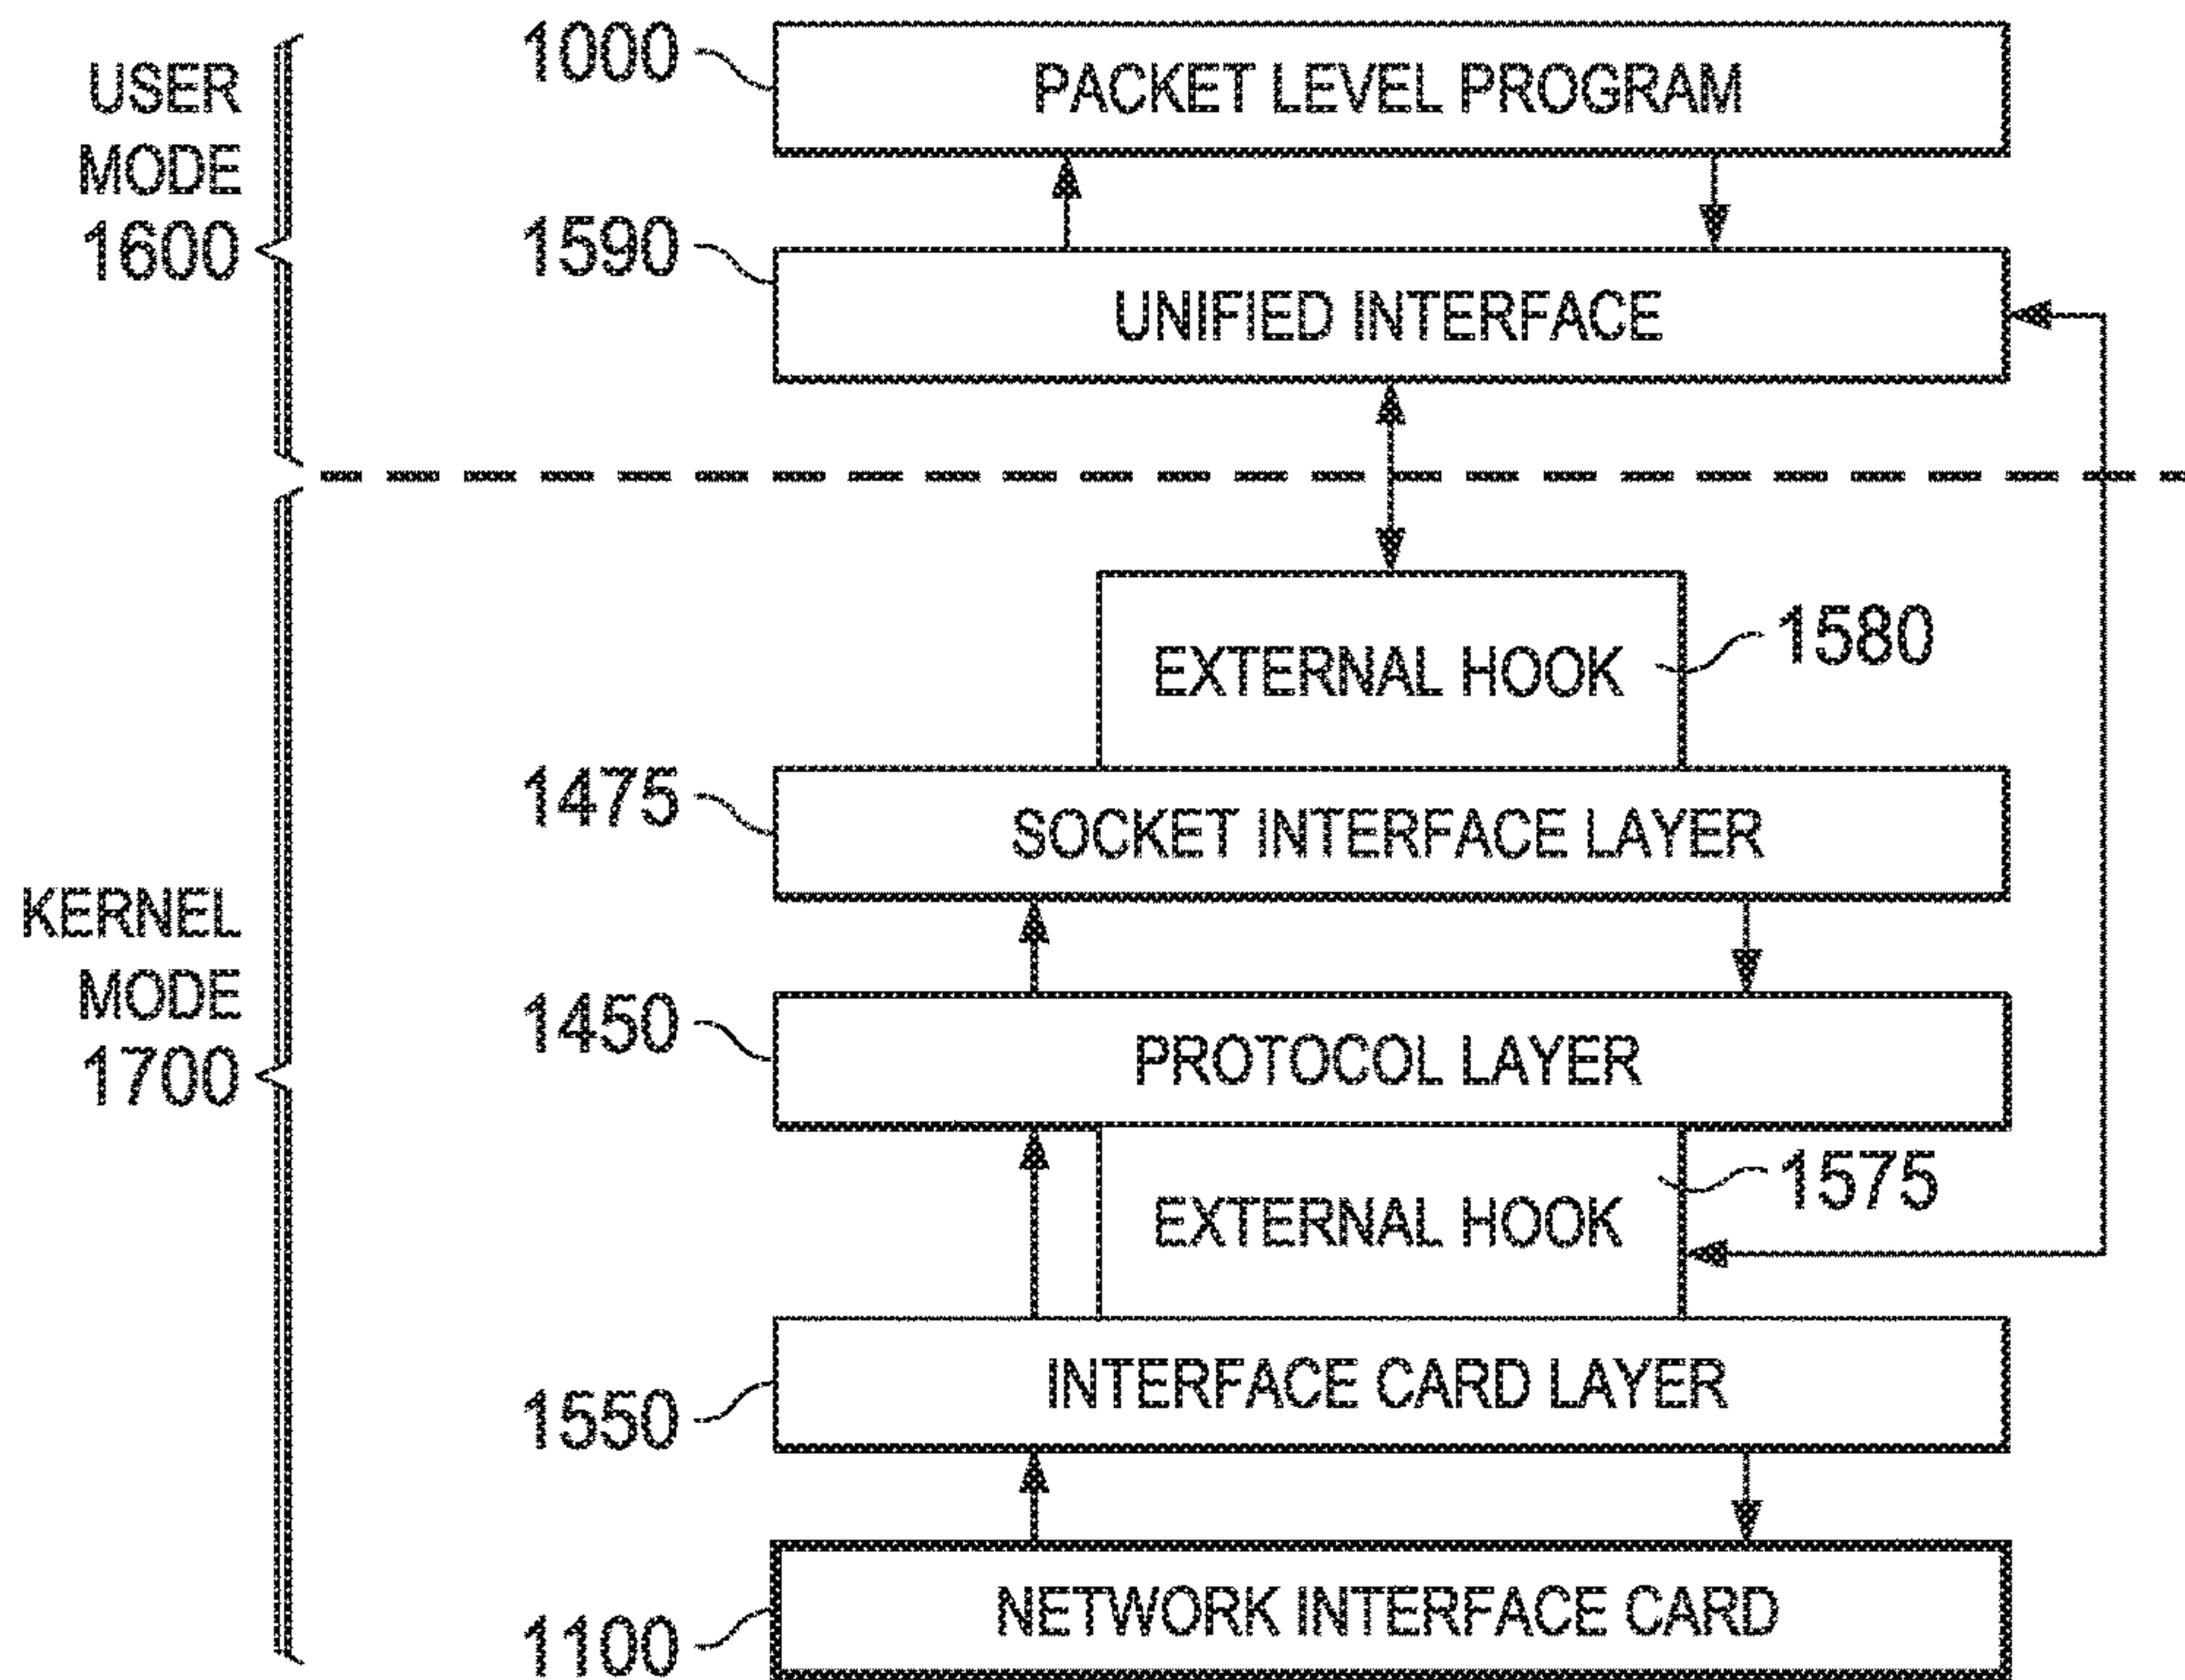 1000
PACKET LEVEL PROGRAM
USER
MODE
1600
1590
UNIFIED INTERFACE
EXTERNAL HOOK
1580
1475
SOCKET INTERFACE LAYER
KERNEL
MODE
1700
1450
PROTOCOL LAYER
EXTERNAL HOOK
1575
1550
INTERFACE CARD LAYER
1100
NETWORK INTERFACE CARD